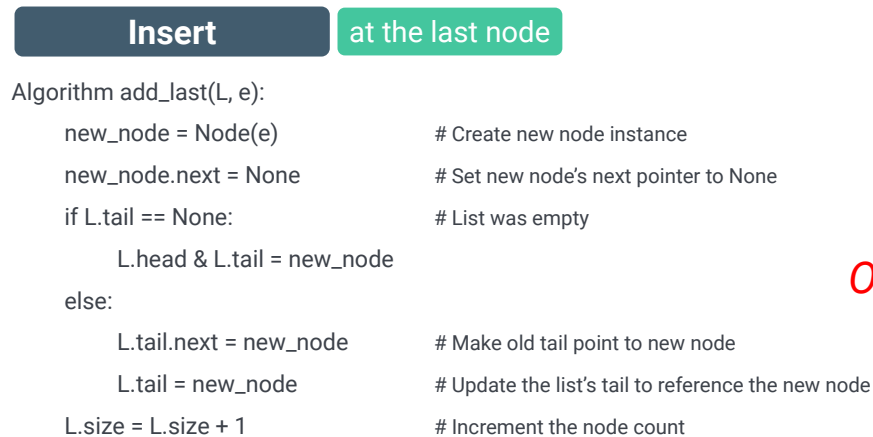 Insert at the last node
Algorithm add_last(L, e):
new_node = Node(e) # Create new node instance
new_node.next = None # Set new node’s next pointer to None
if L.tail == None: # List was empty
L.head & L.tail = new_node
else:
L.tail.next = new_node # Make old tail point to new node
L.tail = new_node # Update the list’s tail to reference the new node
L.size = L.size + 1 # Increment the node count